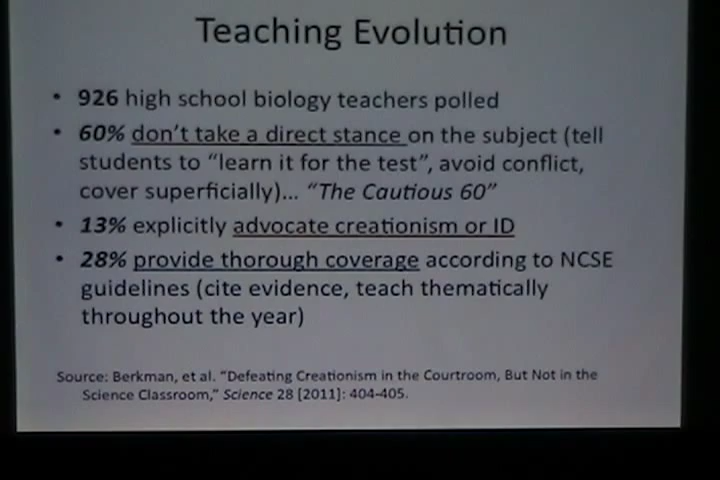 Teaching Evolution
• 926 high school biology teachers polled
• 60% don't take a direct stance on the subject (tell
students to “learn it for the test”, avoid conflict,
cover superficially)... “The Cautious 60”
• 13% explicitly advocate creationism or ID
• 28% provide thorough coverage according to NCSE
guidelines (cite evidence, teach thematically
throughout the year)
Source: Berkman, et al. “Defeating Creationism in the Courtroom, But Not in the
Science Classroom,” Science 28 [2011]: 404-405.